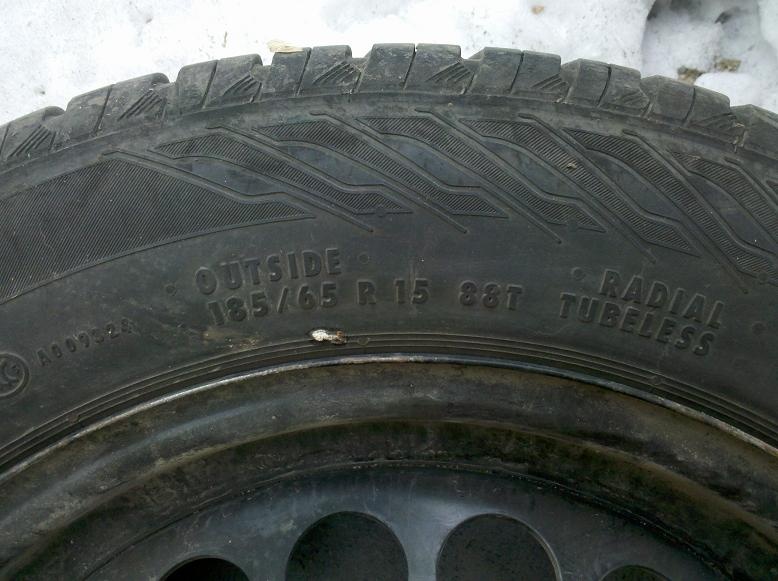 OUTSIDE
185/65 R 15 88T
RADIAL
TUBELESS